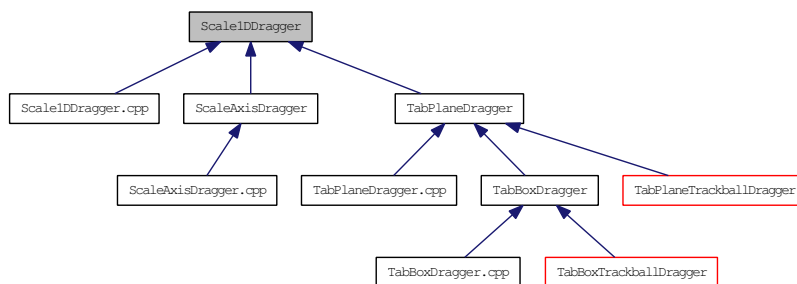 Scale1DDragger
Scale1DDragger.cpp
ScaleAxisDragger
TabPlaneDragger
ScaleAxisDragger.cpp
TabPlaneDragger.cpp
TabBoxDragger
TabPlaneTrackballDragger
TabBoxDragger.cpp
TabBoxTrackballDragger